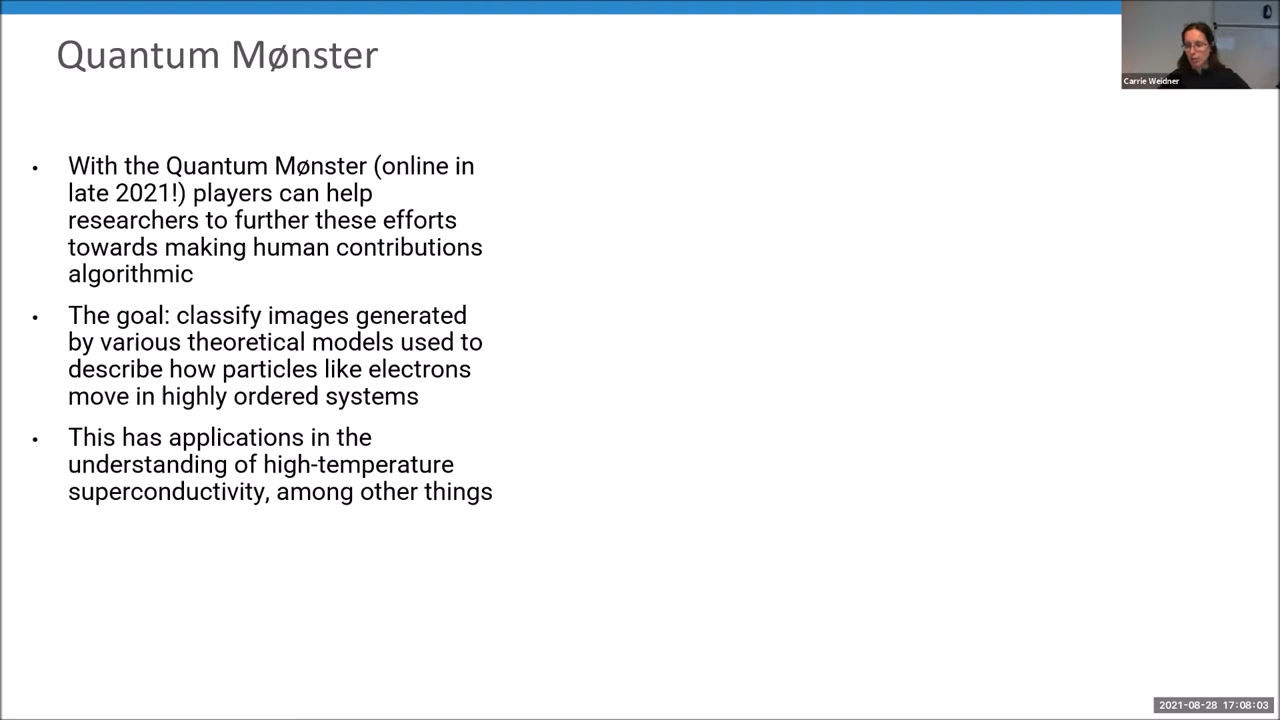 Quantum Mønster
Carrie Weidner
• With the Quantum Mønster (online in
late 2021!) players can help
researchers to further these efforts
towards making human contributions
algorithmic
• The goal: classify images generated
by various theoretical models used to
describe how particles like electrons
move in highly ordered systems
• This has applications in the
understanding of high-temperature
superconductivity, among other things
2021-08-28 17:08:03